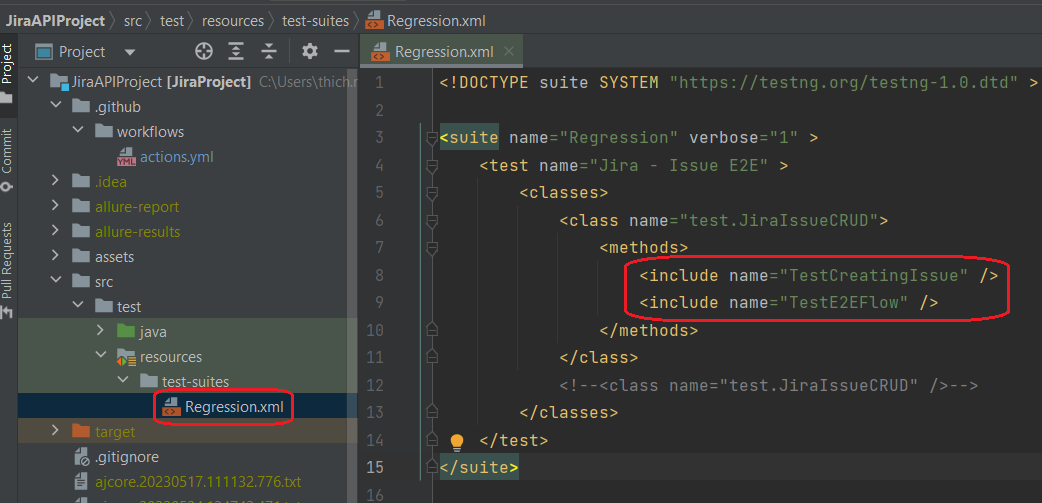 JiraAPIProject src test resources test-suites Regression.xml
Project
Regression.xml
Project
Commit
Pull Requests
JiraAPIProject [JiraProject] C:\Users\thich.n
.github
workflows
YML actions.yml
.idea
allure-report
allure-results
assets
src
test
java
resources
test-suites
Regression.xml
target
.gitignore
ajcore.20230517.111132.776.txt
1 <!DOCTYPE suite SYSTEM "https://testng.org/testng-1.0.dtd" >
2
3 <suite name="Regression" verbose="1" >
4 <test name="Jira - Issue E2E" >
5 <classes>
6 <class name="test.JiraIssueCRUD">
7 <methods>
8 <include name="TestCreatingIssue" />
9 <include name="TestE2EFlow" />
10 </methods>
11 </class>
12 <!--<class name="test.JiraIssueCRUD" />-->
13 </classes>
14 </test>
15 </suite>
16